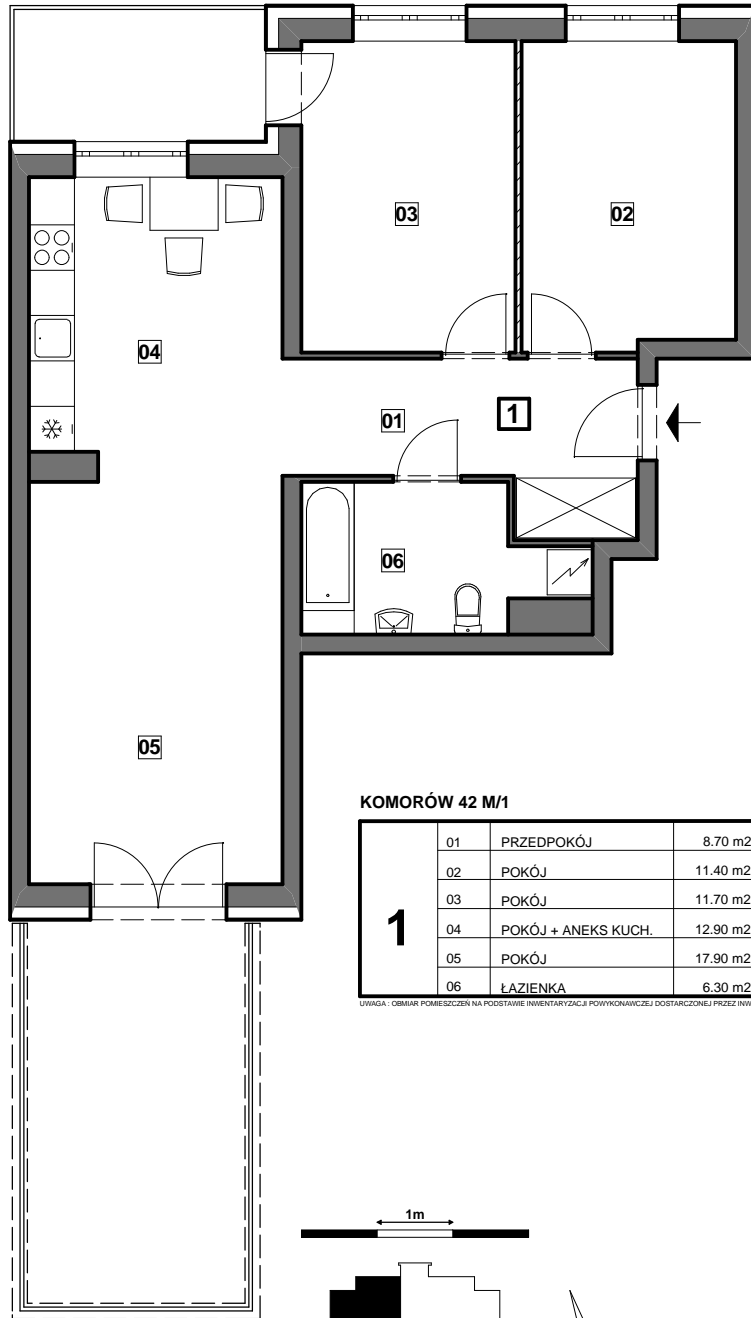 03
02
04
01
1
06
05
KOMORÓW 42 M/1
1
01 PRZEDPOKÓJ 8.70 m2
02 POKÓJ 11.40 m2
03 POKÓJ 11.70 m2
04 POKÓJ + ANEKS KUCH. 12.90 m2
05 POKÓJ 17.90 m2
06 ŁAZIENKA 6.30 m2
UWAGA : OBMIAR POMIESZCZEŃ NA PODSTAWIE INWENTARYZACJI POWYKONAWCZEJ DOSTARCZONEJ PRZEZ
1m